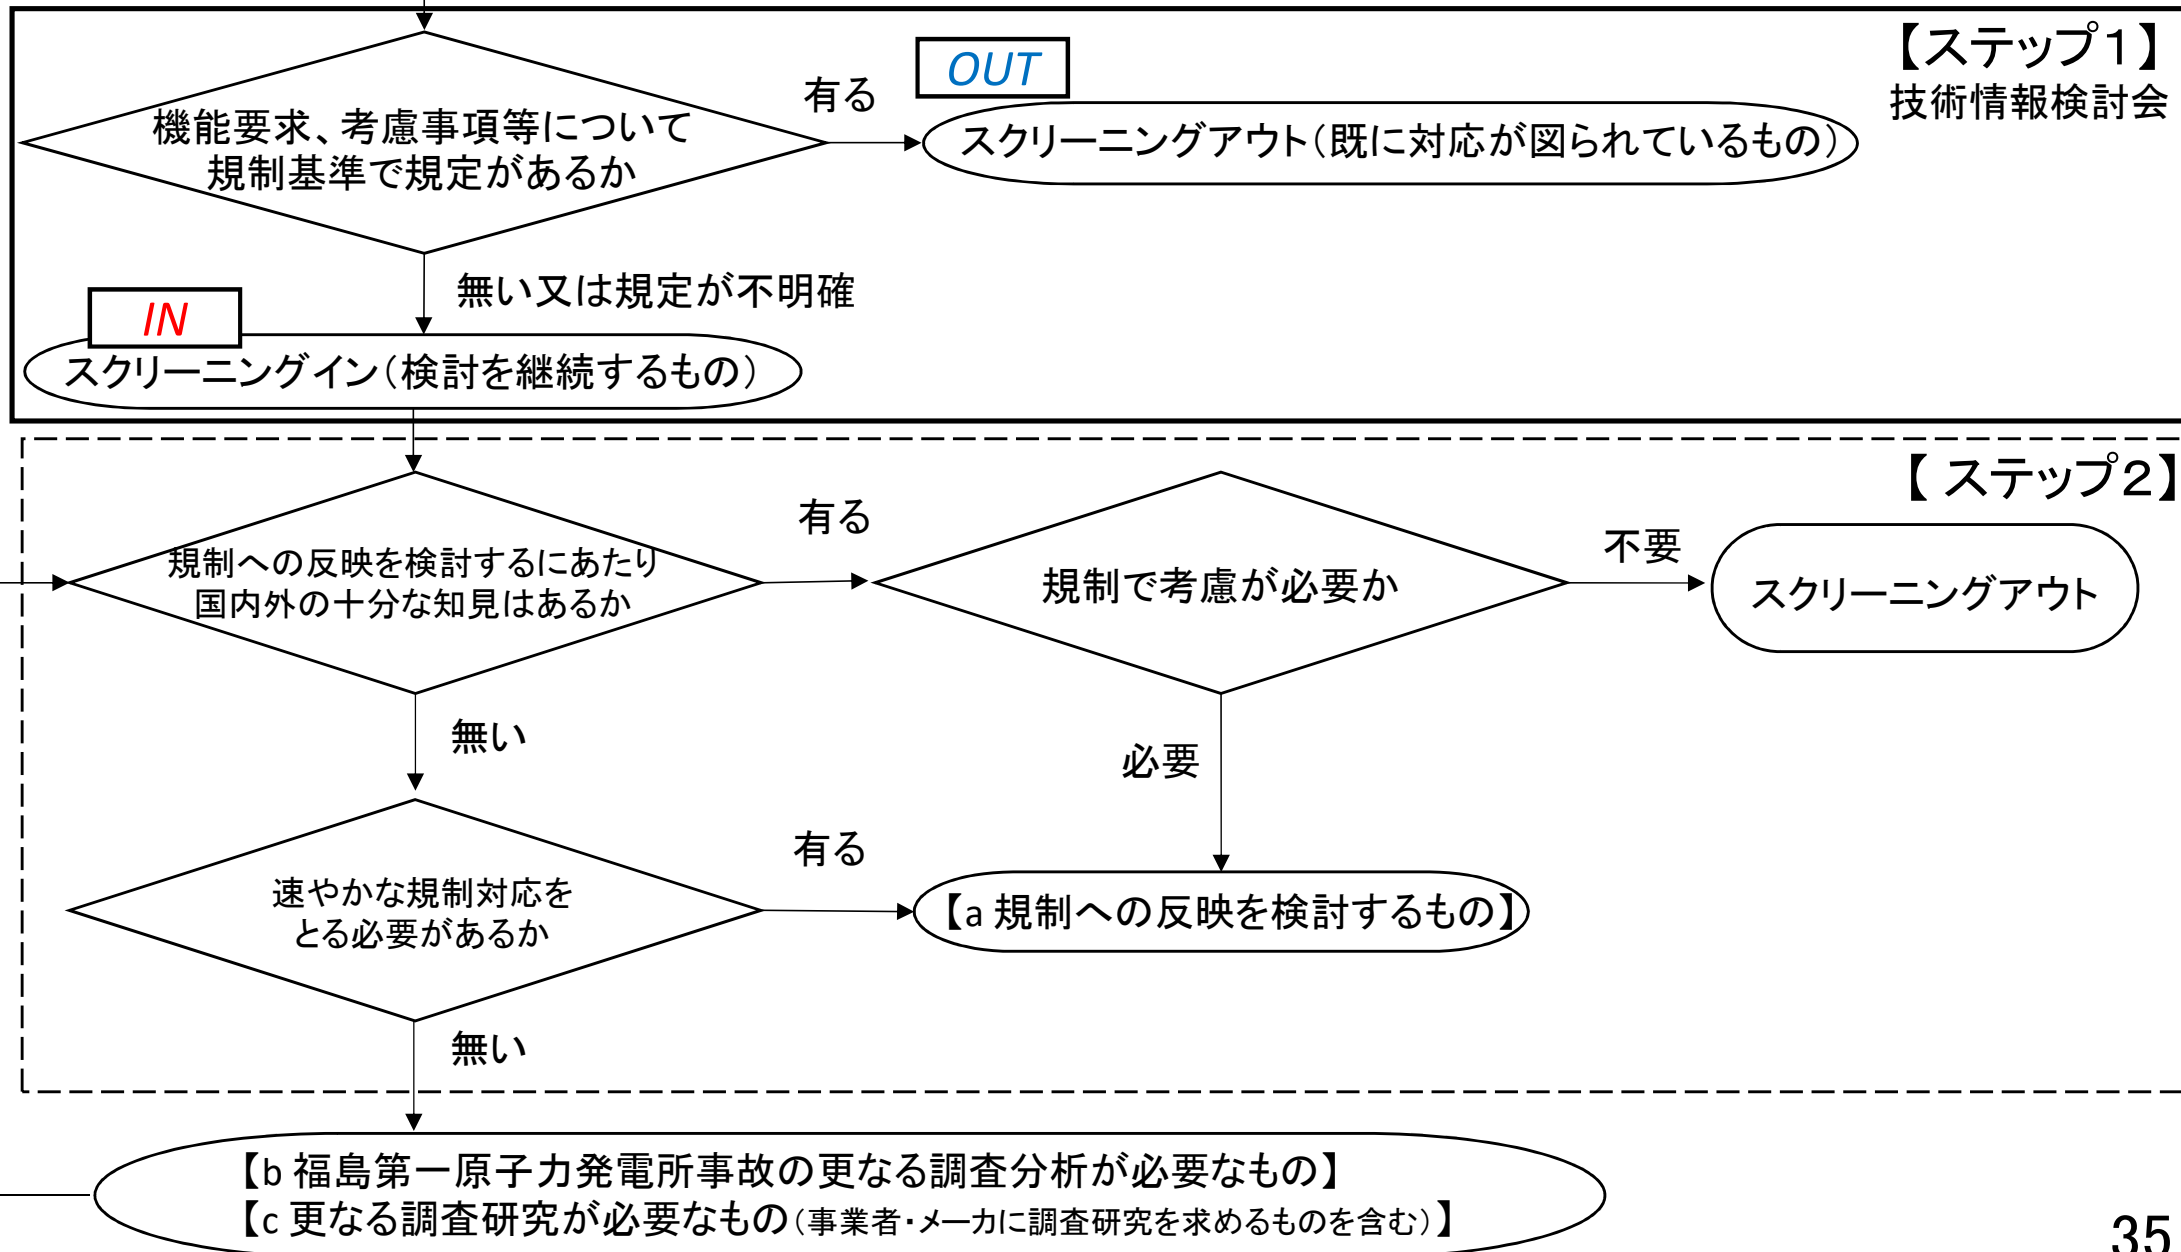 【ステップ１】
技術情報検討会
OUT
有る
機能要求、考慮事項等について
規制基準で規定があるか
スクリーニングアウト（既に対応が図られているもの）
無い又は規定が不明確
IN
スクリーニングイン（検討を継続するもの）
【 ステップ２】
有る
不要
規制への反映を検討するにあたり
国内外の十分な知見はあるか
規制で考慮が必要か
スクリーニングアウト
無い
必要
有る
速やかな規制対応を
とる必要があるか
【a 規制への反映を検討するもの】
無い
【b 福島第一原子力発電所事故の更なる調査分析が必要なもの】
【c 更なる調査研究が必要なもの（事業者・メーカに調査研究を求めるものを含む）】
35